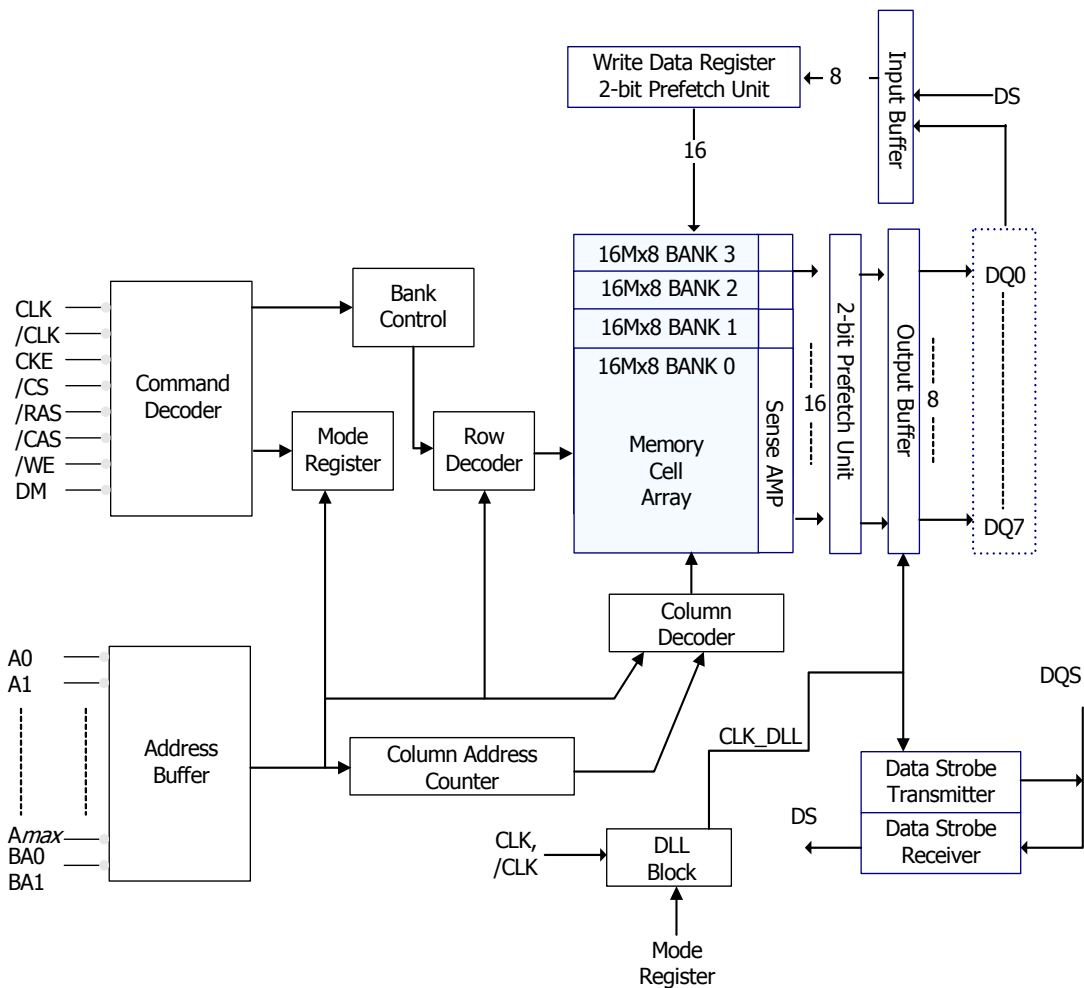 Write Data Register
2-bit Prefetch Unit
8
Input Buffer
DS
16
16Mx8 BANK 3
16Mx8 BANK 2
16Mx8 BANK 1
16Mx8 BANK 0
Memory
Cell
Array
Sense AMP
16
2-bit Prefetch Unit
Output Buffer
8
DQ0
DQ7
CLK
/CLK
CKE
/CS
/RAS
/CAS
/WE
DM
Command
Decoder
Bank
Control
Mode
Register
Row
Decoder
Column
Decoder
A0
A1
Amax
BA0
BA1
Address
Buffer
Column Address
Counter
CLK_DLL
DQS
Data Strobe
Transmitter
Data Strobe
Receiver
DS
CLK,
/CLK
DLL
Block
Mode
Register